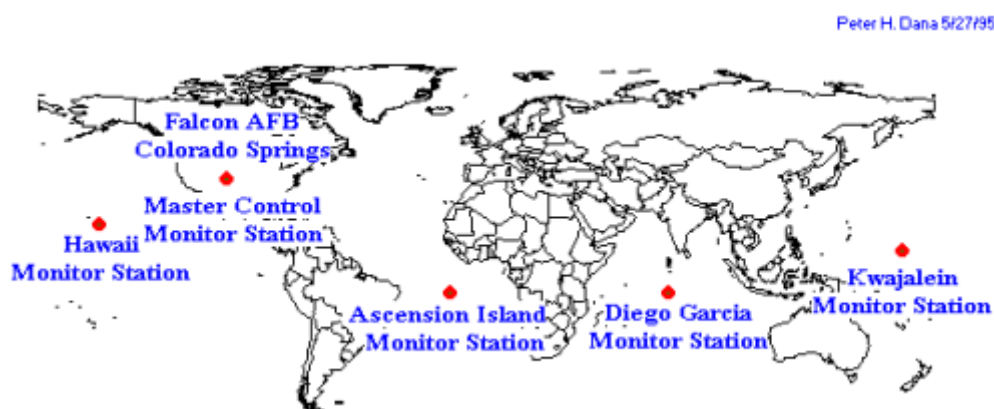 Peter H. Dana 5/27/95
Falcon AFB
Colorado Springs
Master Control
Monitor Station
Hawaii
Monitor Station
Ascension Island
Monitor Station
Diego Garcia
Monitor Station
Kwajalein
Monitor Station